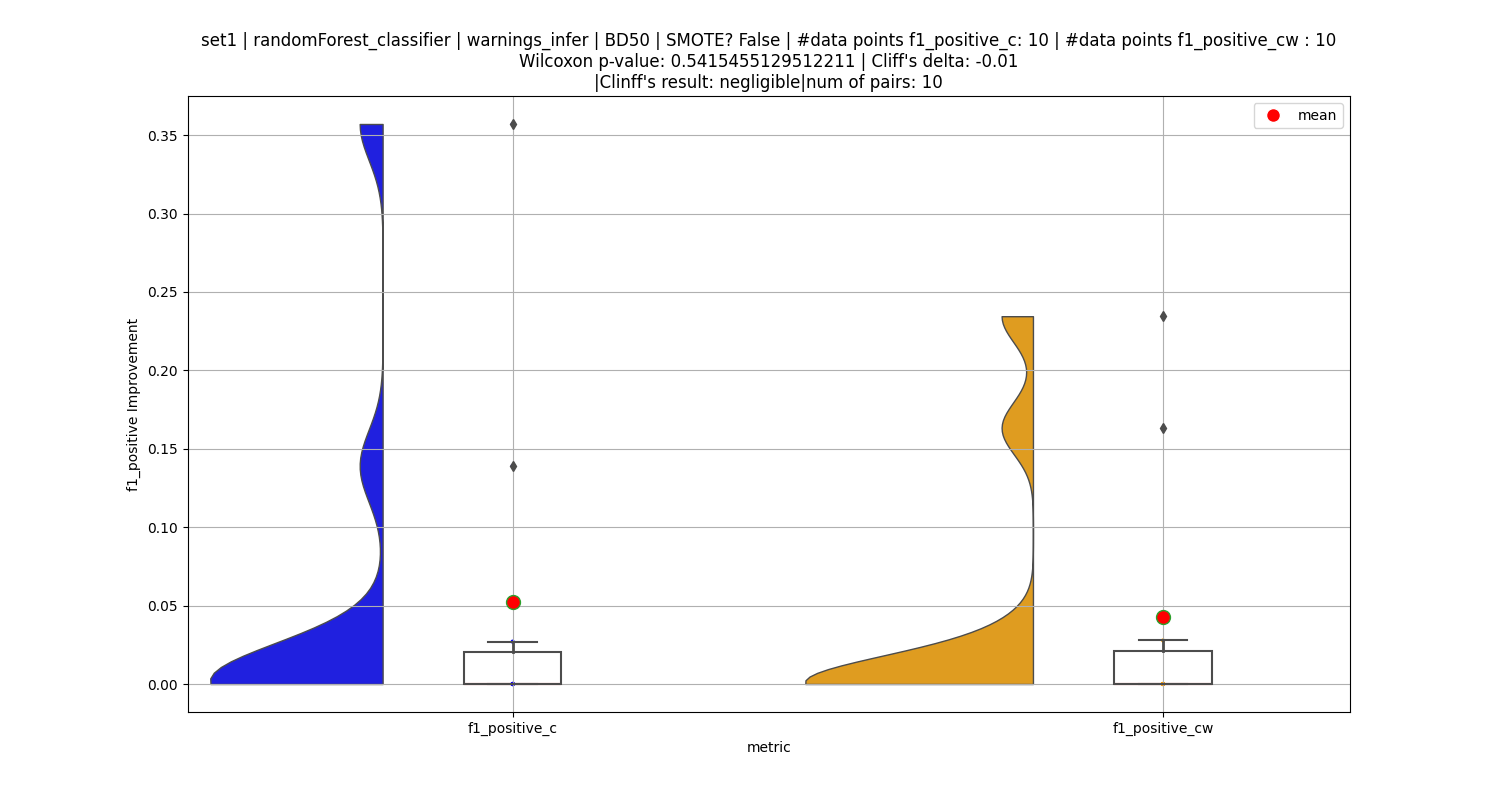 set1 | randomForest_classifier | warnings_infer | BD50 | SMOTE? False | #data points f1_positive_c: 10 | #data points f1_positive_cw : 10
Wilcoxon p-value: 0.5415455129512211 | Cliff's delta: -0.01
|Clinff's result: negligible|num of pairs: 10
mean
0.35
0.30
0.25
0.20
0.15
0.10
0.05
0.00
f1_positive Improvement
f1_positive_c
f1_positive_cw
metric